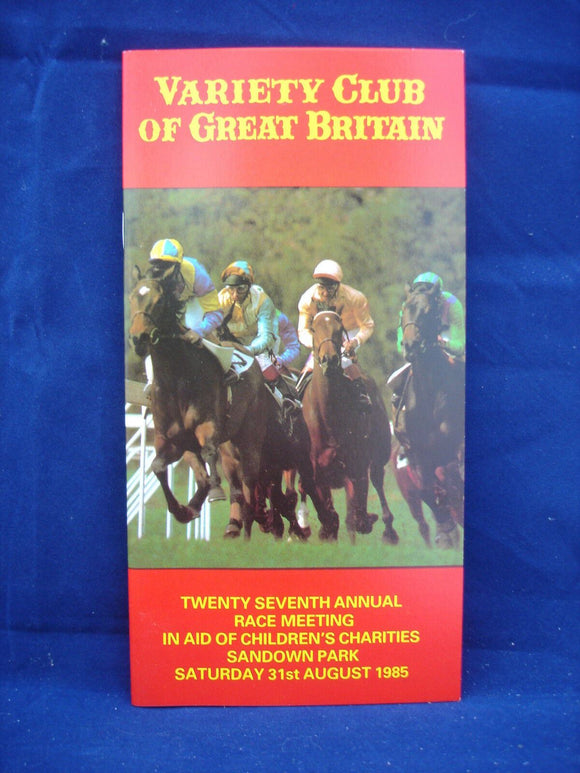 VARIETY CLUB
OF GREAT BRITAIN
TWENTY SEVENTH ANNUAL
RACE MEETING
IN AID OF CHILDREN'S CHARITIES
SANDOWN PARK
SATURDAY 31st AUGUST 1985